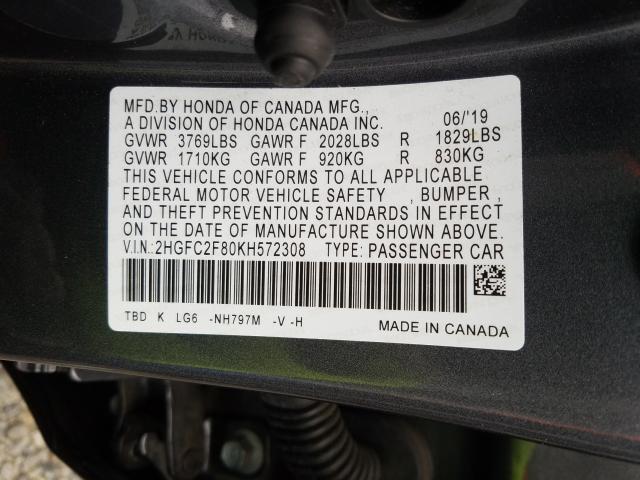 MFD.BY HONDA OF CANADA MFG.,
A DIVISION OF HONDA CANADA INC. 06/'19
GVWR 3769LBS GAWR F 2028LBS R 1829LBS
GVWR 1710KG GAWR F 920KG R 830KG
THIS VEHICLE CONFORMS TO ALL APPLICABLE
FEDERAL MOTOR VEHICLE SAFETY , BUMPER ,
AND THEFT PREVENTION STANDARDS IN EFFECT
ON THE DATE OF MANUFACTURE SHOWN ABOVE.
V.I.N.:2HGFC2F80KH572308 TYPE: PASSENGER CAR
TBD K LG6 -NH797M -V -H MADE IN CANADA